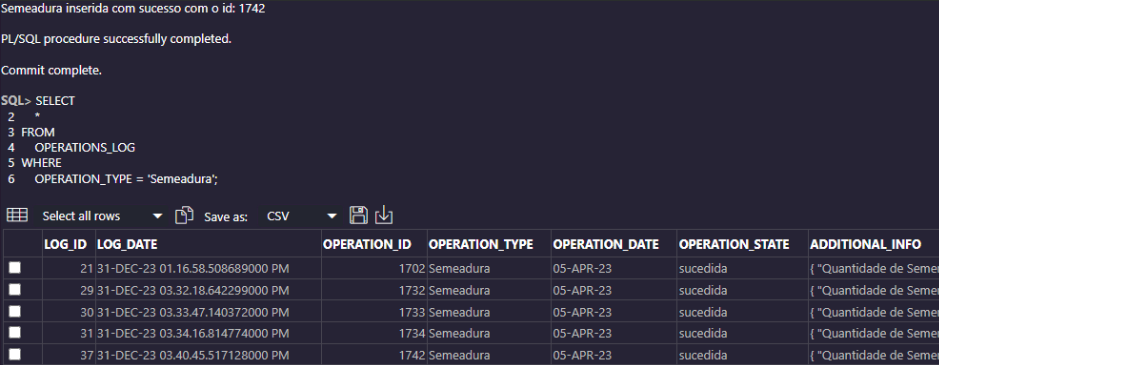 Semeadura inserida com sucesso com o id: 1742
PL/SQL procedure successfully completed.
Commit complete.
SQL> SELECT
2 *
3 FROM
4 OPERATIONS_LOG
5 WHERE
6 OPERATION_TYPE = 'Semeadura';
Select all rows Save as: CSV
LOG_ID LOG_DATE OPERATION_ID OPERATION_TYPE OPERATION_DATE OPERATION_STATE ADDITIONAL_INFO
21 31-DEC-23 01.16.58.508689000 PM 1702 Semeadura 05-APR-23 sucedida { "Quantidade de Semen
29 31-DEC-23 03.32.18.642299000 PM 1732 Semeadura 05-APR-23 sucedida { "Quantidade de Semen
30 31-DEC-23 03.33.47.140372000 PM 1733 Semeadura 05-APR-23 sucedida { "Quantidade de Semen
31 31-DEC-23 03.34.16.814774000 PM 1734 Semeadura 05-APR-23 sucedida { "Quantidade de Semen
37 31-DEC-23 03.40.45.517128000 PM 1742 Semeadura 05-APR-23 sucedida { "Quantidade de Semen